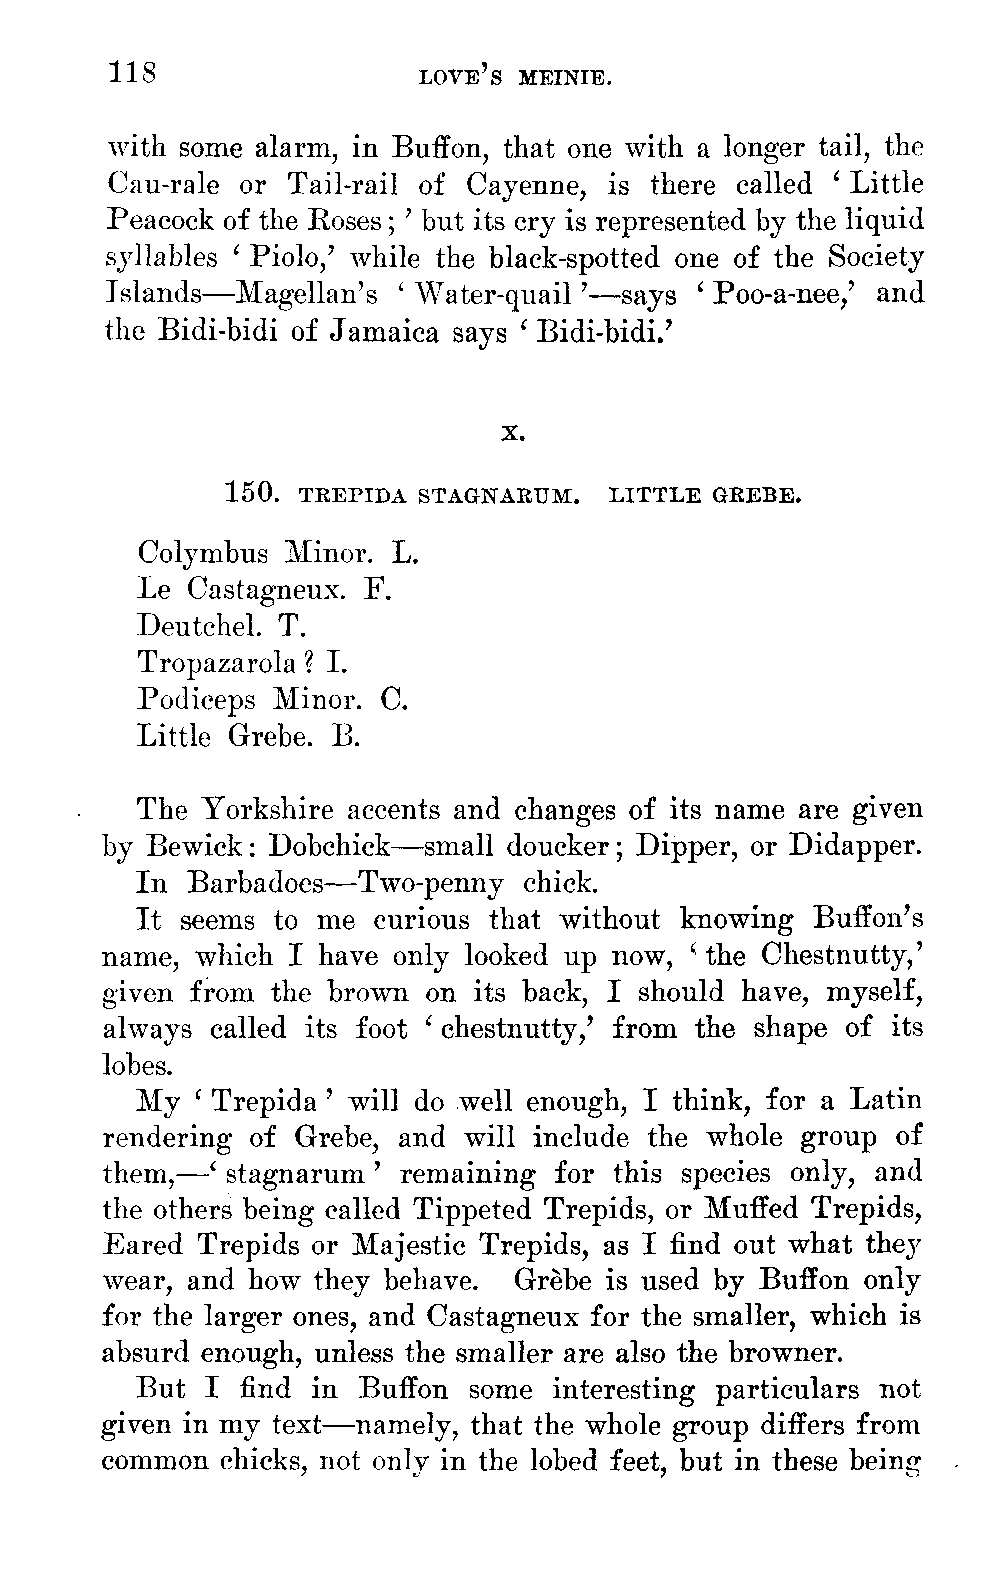 118 LOVE'S MEINIE.
with some alarm, in Buffon, that one with a longer tail, the
Cau-rale or Tail-rail of Cayenne, is there called ‘ Little
Peacock of the Roses ; ’ but its cry is represented by the liquid
syllables ‘ Piolo,’ while the black-spotted one of the Society
Islands—Magellan's ‘ Water-quail ’—says ‘ Poo-a-nee,’ and
the Bidi-bidi of Jamaica says ‘ Bidi-bidi.’
X.
150. TREPIDA STAGNARUM. LITTLE GREBE.
Colymbus Minor. L.
Le Castagneux. F.
Deutchel. T.
Tropazarola ? I.
Podiceps Minor. C.
Little Grebe. B.
The Yorkshire accents and changes of its name are given
by Bewick: Dobchick—small doucker; Dipper, or Didapper.
In Barbadoes—Two-penny chick.
It seems to me curious that without knowing Buffon's
name, which I have only looked up now, ‘ the Chestnutty,’
given from the brown on its back, I should have, myself,
always called its foot ‘ chestnutty,’ from the shape of its
lobes.
My ‘ Trepida ’ will do well enough, I think, for a Latin
rendering of Grebe, and will include the whole group of
them,—‘ stagnarum ’ remaining for this species only, and
the others being called Tippeted Trepids, or Muffed Trepids,
Eared Trepids or Majestic Trepids, as I find out what they
wear, and how they behave. Grèbe is used by Buffon only
for the larger ones, and Castagneux for the smaller, which is
absurd enough, unless the smaller are also the browner.
But I find in Buffon some interesting particulars not
given in my text—namely, that the whole group differs from
common chicks, not only in the lobed feet, but in these being